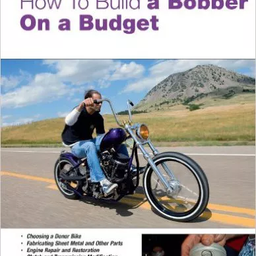 How To Build a Bobber
On a Budget
• Choosing a Donor Bike
• Fabricating Sheet Metal and Other Parts
• Engine Repair and Restoration